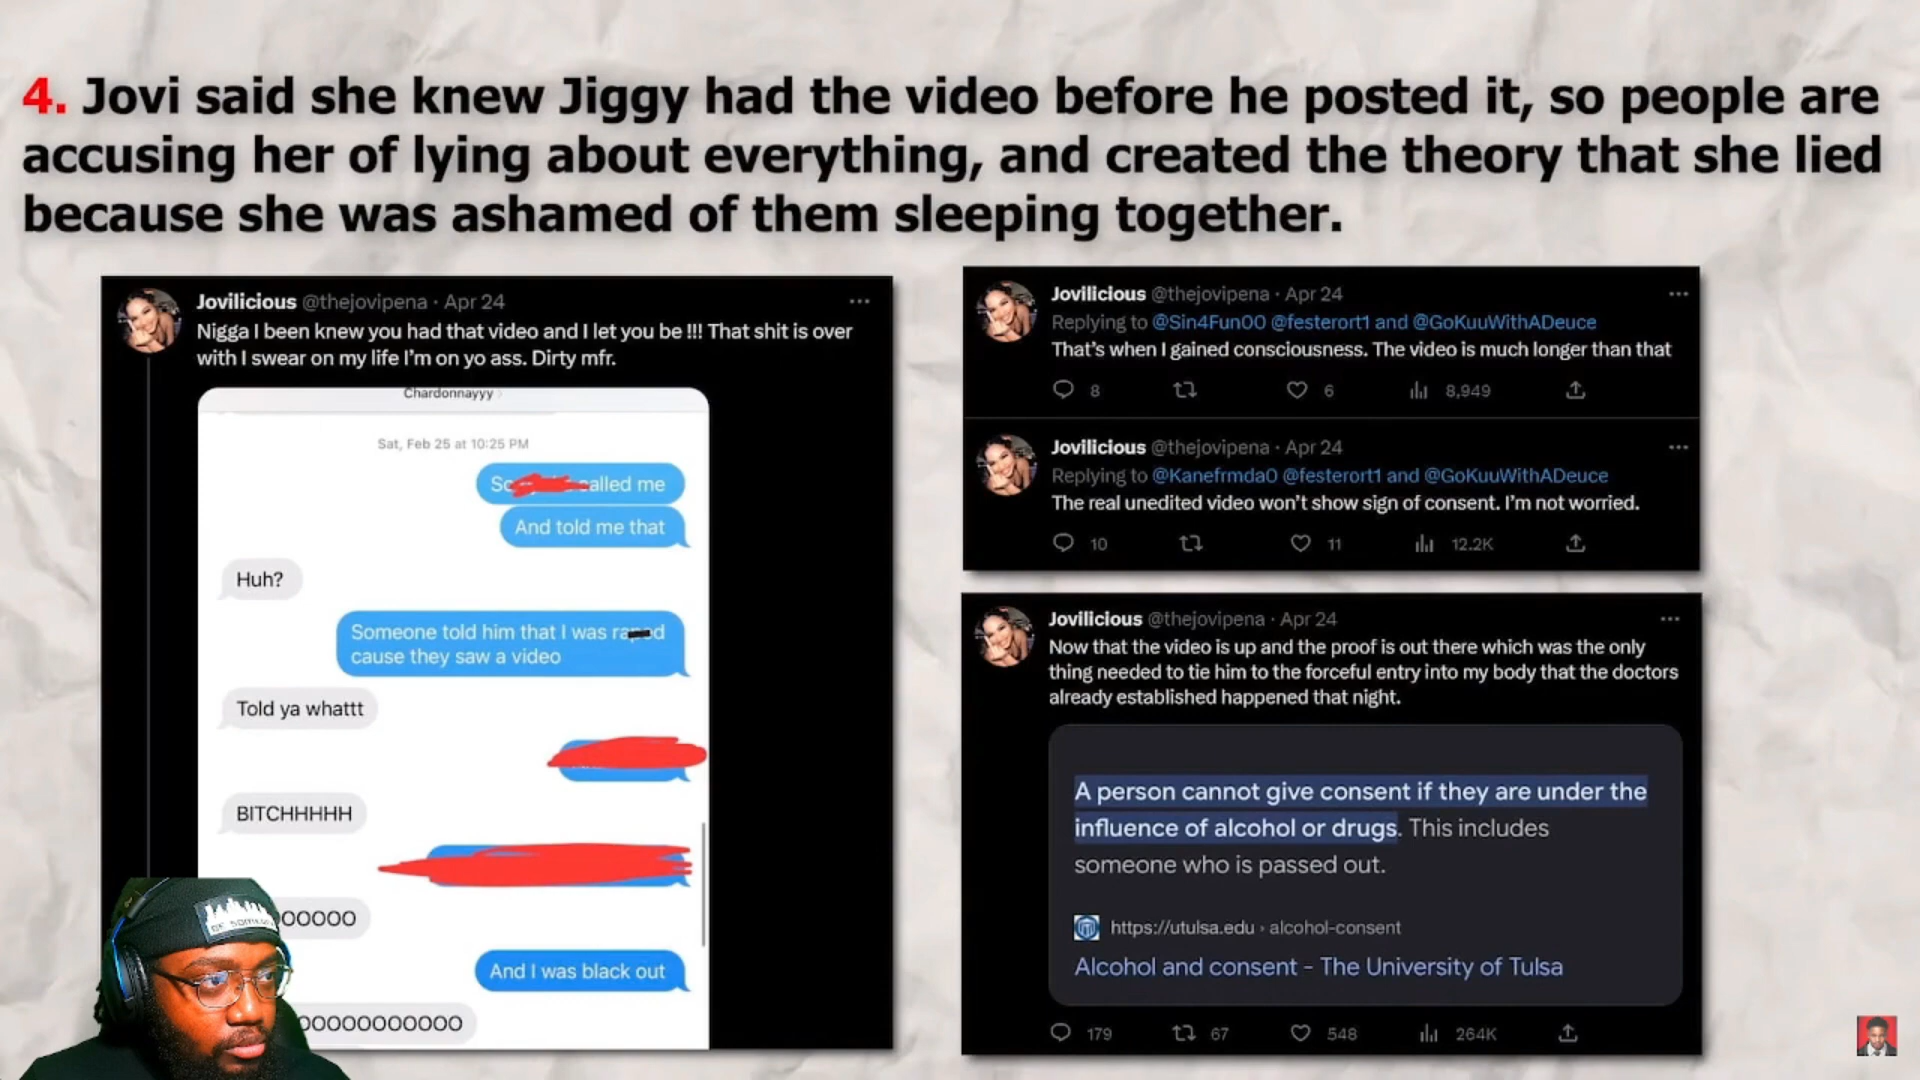 4. Jovi said she knew Jiggy had the video before he posted it, so people are
accusing her of lying about everything, and created the theory that she lied
because she was ashamed of them sleeping together.
Jovilicious @thejovipena · Apr 24
Nigga I been knew you had that video and I let you be !!! That shit is over
with I swear on my life I'm on yo ass. Dirty mfr.
Chardonnayyy
Sat, Feb 25 at 10:25 PM
called me
And told me that
Huh?
Someone told him that I was
cause they saw a video
Told ya whattt
BITCHHHHH
And I was black out
Jovilicious @thejovipena · Apr 24
Replying to @Sin4Fun00 @festerort1 and @GoKuuWithADeuce
That's when I gained consciousness. The video is much longer than that
8 6 8,949
Jovilicious @thejovipena · Apr 24
Replying to @Kanefrmda0 @festerort1 and @GoKuuWithADeuce
The real unedited video won't show sign of consent. I'm not worried.
10 11 12.2K
Jovilicious @thejovipena · Apr 24
Now that the video is up and the proof is out there which was the only
thing needed to tie him to the forceful entry into my body that the doctors
already established happened that night.
A person cannot give consent if they are under the
influence of alcohol or drugs. This includes
someone who is passed out.
https://utulsa.edu › alcohol-consent
Alcohol and consent - The University of Tulsa
179 67 548 264K